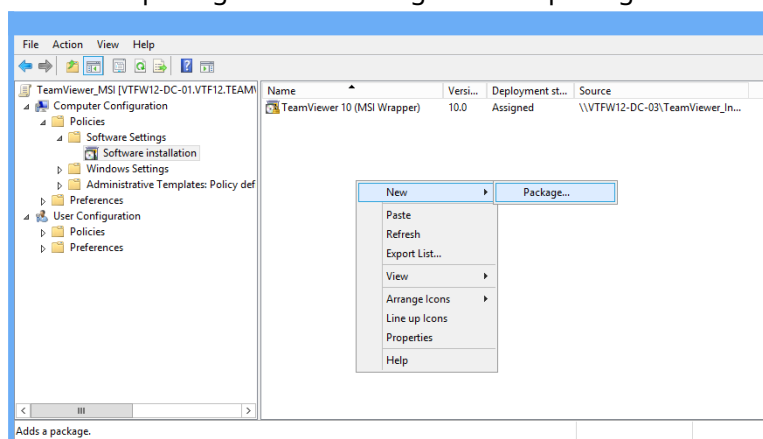 File Action View Help
TeamViewer_MSI [VTFW12-DC-01.VTF12.TEAMV
Computer Configuration
Policies
Software Settings
Software installation
Windows Settings
Administrative Templates: Policy def
Preferences
User Configuration
Policies
Preferences
Name Versi... Deployment st... Source
TeamViewer 10 (MSI Wrapper) 10.0 Assigned \\VTFW12-DC-03\TeamViewer_In...
New Package...
Paste
Refresh
Export List...
View
Arrange Icons
Line up Icons
Properties
Help
Adds a package.